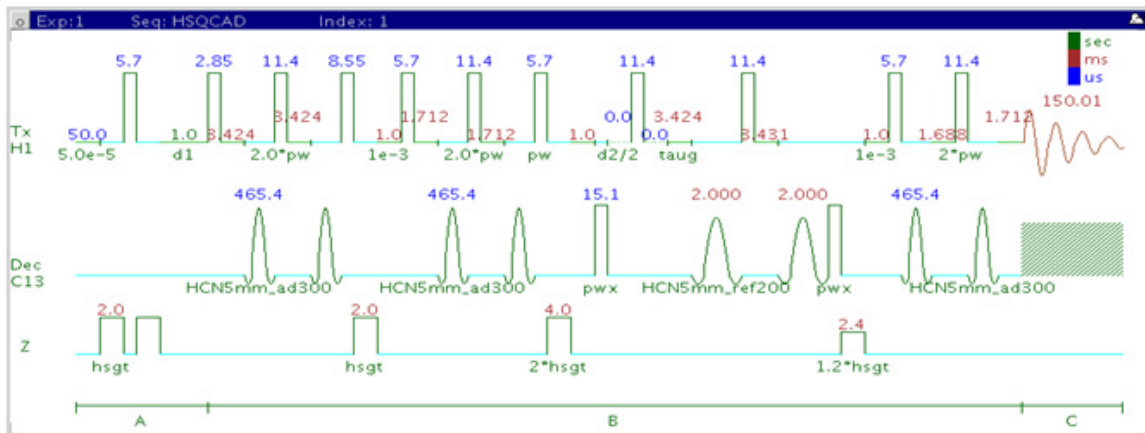 Exp:1 Seq: HSQCAD Index: 1
sec
ms
us
5.7 2.85 11.4 8.55 5.7 11.4 5.7 11.4 11.4 5.7 11.4
150.01
50.0 1.0 3.424 3.424 1.0 1.712 1.712 1.0 0.0 0.0 3.424 3.431 1.0 1.688 1.712
Tx
H1
5.0e-5 d1 2.0*pw 1e-3 2.0*pw pw d2/2 taug 1e-3 2*pw
465.4 465.4 15.1 2.000 2.000 465.4
Dec
C13
HCN5mm_ad300 HCN5mm_ad300 pwx HCN5mm_ref200 pwx HCN5mm_ad300
2.0 2.0 4.0 2.4
Z
hsgt hsgt 2*hsgt 1.2*hsgt
A B C